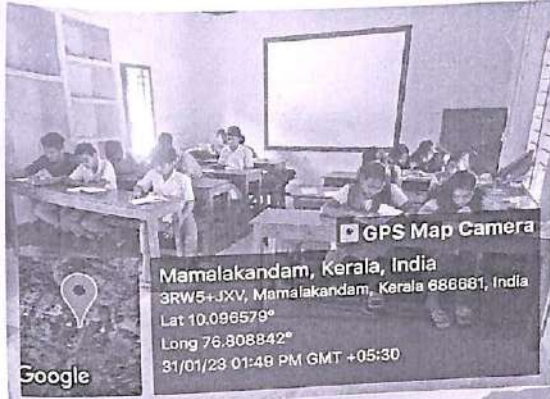 GPS Map Camera
Mamalakandam, Kerala, India
3RW5+JXV, Mamalakandam, Kerala 686681, India
Lat 10.096579°
Long 76.808842°
31/01/23 01:49 PM GMT +05:30
Google